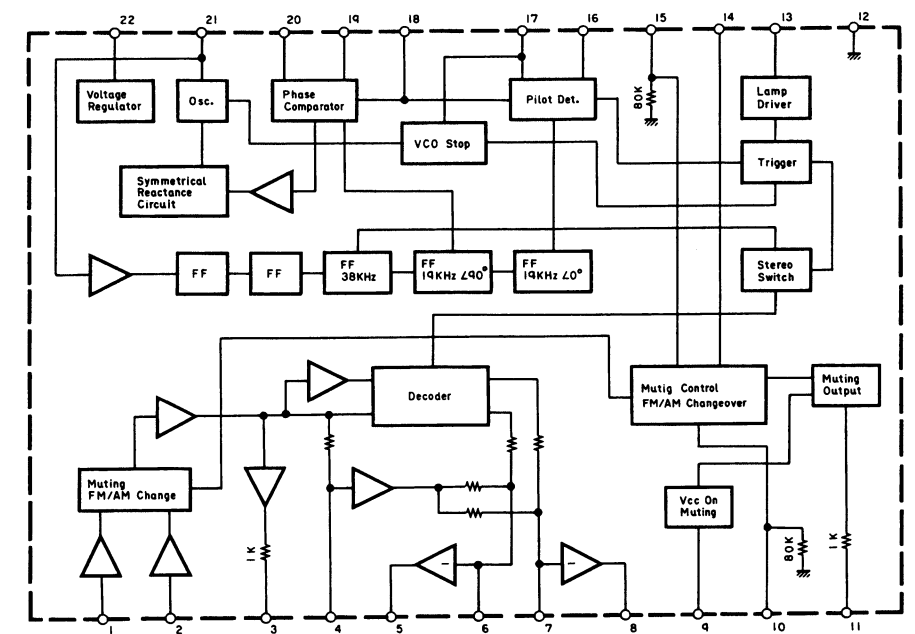 22
21
20
19
18
17
16
15
14
13
12
Voltage
Regulator
Osc.
Phase
Comparator
Pilot Det.
80K
Lamp
Driver
VCO Stop
Trigger
Symmetrical
Reactance
Circuit
FF
FF
FF
38KHz
FF
19KHz ∠90°
FF
19KHz ∠0°
Stereo
Switch
Decoder
Mutig Control
FM/AM Changeover
Muting
Output
Muting
FM/AM Change
Vcc On
Muting
1K
80K
1K
−
−
1
2
3
4
5
6
7
8
9
10
11